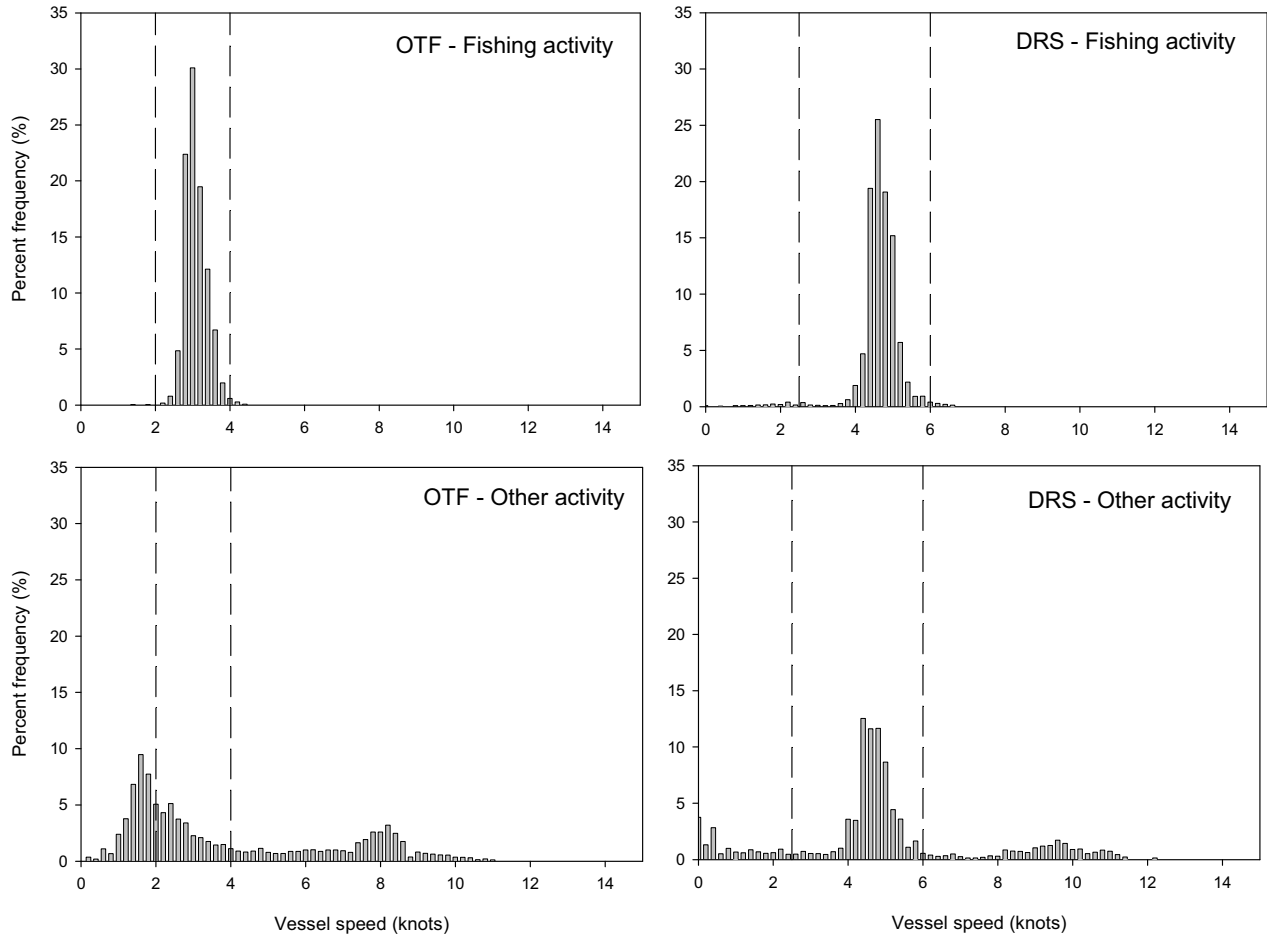 OTF - Fishing activity
Percent frequency (%)
35
30
25
20
15
10
5
0
0 2 4 6 8 10 12 14
DRS - Fishing activity
35
30
25
20
15
10
5
0
0 2 4 6 8 10 12 14
OTF - Other activity
Percent frequency (%)
35
30
25
20
15
10
5
0
0 2 4 6 8 10 12 14
Vessel speed (knots)
DRS - Other activity
35
30
25
20
15
10
5
0
0 2 4 6 8 10 12 14
Vessel speed (knots)